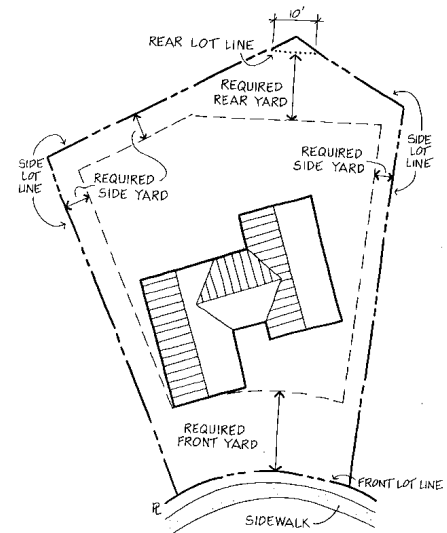 10'
REAR LOT LINE
REQUIRED
REAR YARD
SIDE
LOT
LINE
REQUIRED
SIDE YARD
REQUIRED
SIDE YARD
SIDE
LOT
LINE
REQUIRED
FRONT YARD
FRONT LOT LINE
PL
SIDEWALK